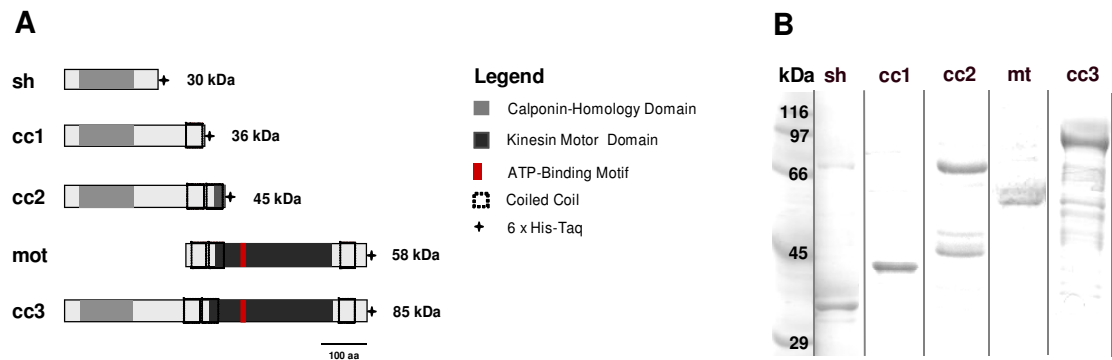 A
sh
30 kDa
cc1
36 kDa
cc2
45 kDa
mot
58 kDa
cc3
85 kDa
100 aa
Legend
Calponin-Homology Domain
Kinesin Motor Domain
ATP-Binding Motif
Coiled Coil
6 x His-Taq
B
kDa sh cc1 cc2 mt cc3
116
97
66
45
29